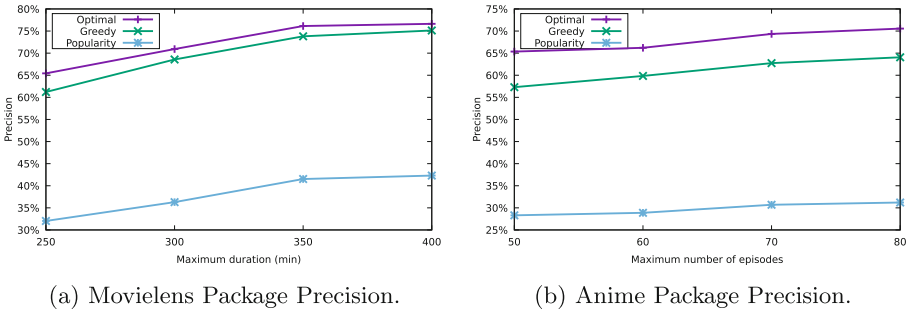 80%
75%
70%
65%
60%
55%
50%
45%
40%
35%
30%
Precision
Optimal
Greedy
Popularity
250 300 350 400
Maximum duration (min)
(a) Movielens Package Precision.
75%
70%
65%
60%
55%
50%
45%
40%
35%
30%
25%
Precision
Optimal
Greedy
Popularity
50 60 70 80
Maximum number of episodes
(b) Anime Package Precision.